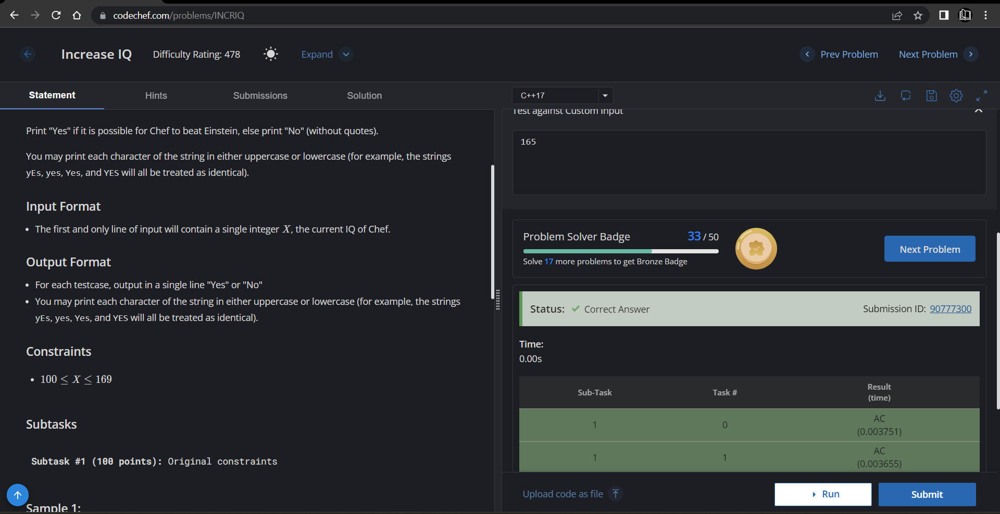 codechef.com/problems/INCRIQ
Increase IQ
Difficulty Rating: 478
Expand
Prev Problem
Next Problem
Statement
Hints
Submissions
Solution
C++17
Print "Yes" if it is possible for Chef to beat Einstein, else print "No" (without quotes).
You may print each character of the string in either uppercase or lowercase (for example, the strings
yEs, yes, Yes, and YES will all be treated as identical).
Input Format
• The first and only line of input will contain a single integer X, the current IQ of Chef.
Output Format
• For each testcase, output in a single line "Yes" or "No"
• You may print each character of the string in either uppercase or lowercase (for example, the strings
yEs, yes, Yes, and YES will all be treated as identical).
Constraints
• 100 ≤ X ≤ 169
Subtasks
Subtask #1 (100 points): Original constraints
Sample 1:
Test against Custom Input
165
Problem Solver Badge
33 / 50
Solve 17 more problems to get Bronze Badge
Next Problem
Status: ✔ Correct Answer
Submission ID: 90777300
Time:
0.00s
Sub-Task
Task #
Result
(time)
1
0
AC
(0.003751)
1
1
AC
(0.003655)
Upload code as file
Run
Submit